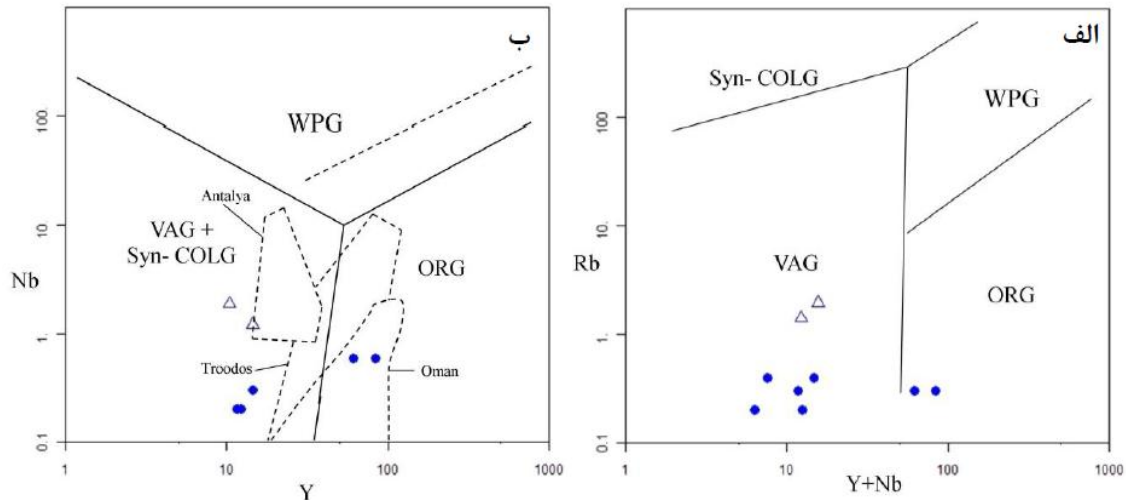 ب
WPG
Antalya
VAG +
Syn- COLG
ORG
Nb
Troodos
Oman
100.
10.
1.
0.1
1
10
100
1000
Y
الف
Syn- COLG
WPG
VAG
Rb
ORG
100.
10.
1.
0.1
1
10
100
1000
Y+Nb